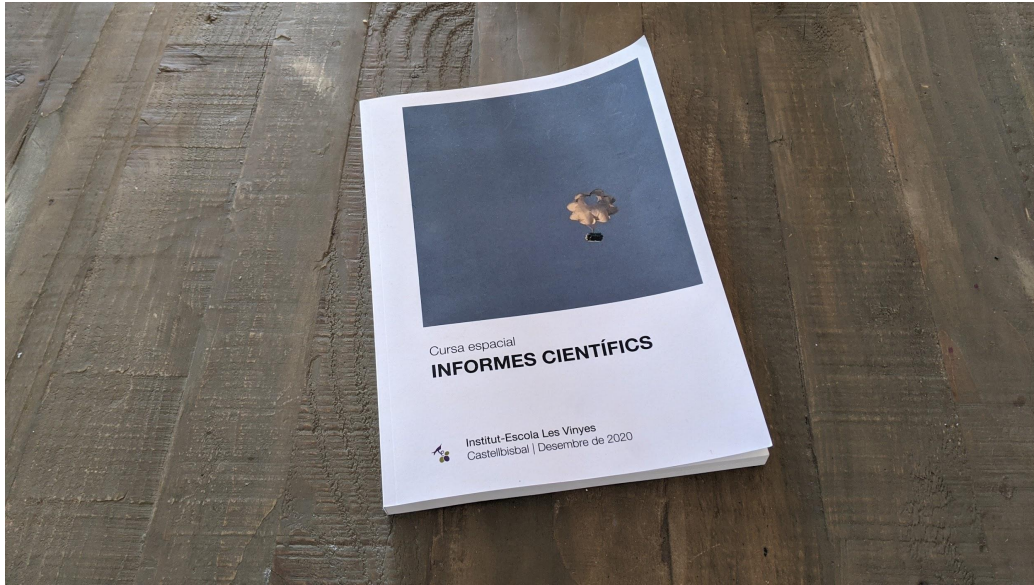 Cursa espacial
INFORMES CIENTÍFICS
Institut-Escola Les Vinyes
Castellbisbal | Desembre de 2020